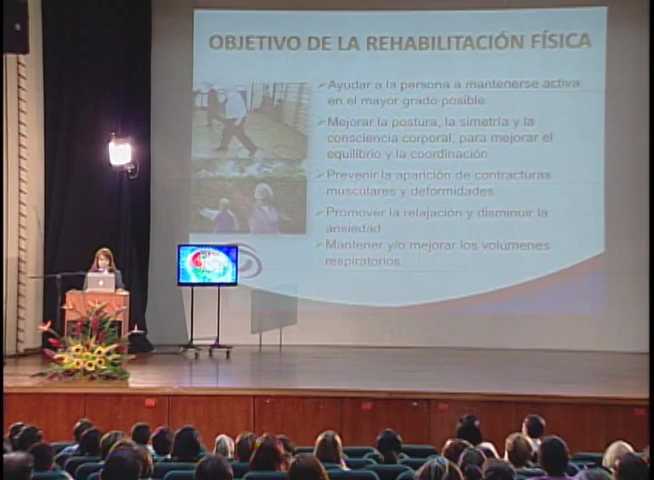 OBJETIVO DE LA REHABILITACIÓN FÍSICA
➢Ayudar a la persona a mantenerse activa
en el mayor grado posible
➢Mejorar la postura, la simetría y la
consciencia corporal, para mejorar el
equilibrio y la coordinación
➢Prevenir la aparición de contracturas
musculares y deformidades
➢Promover la relajación y disminuir la
ansiedad
➢Mantener y/o mejorar los volúmenes
respiratorios